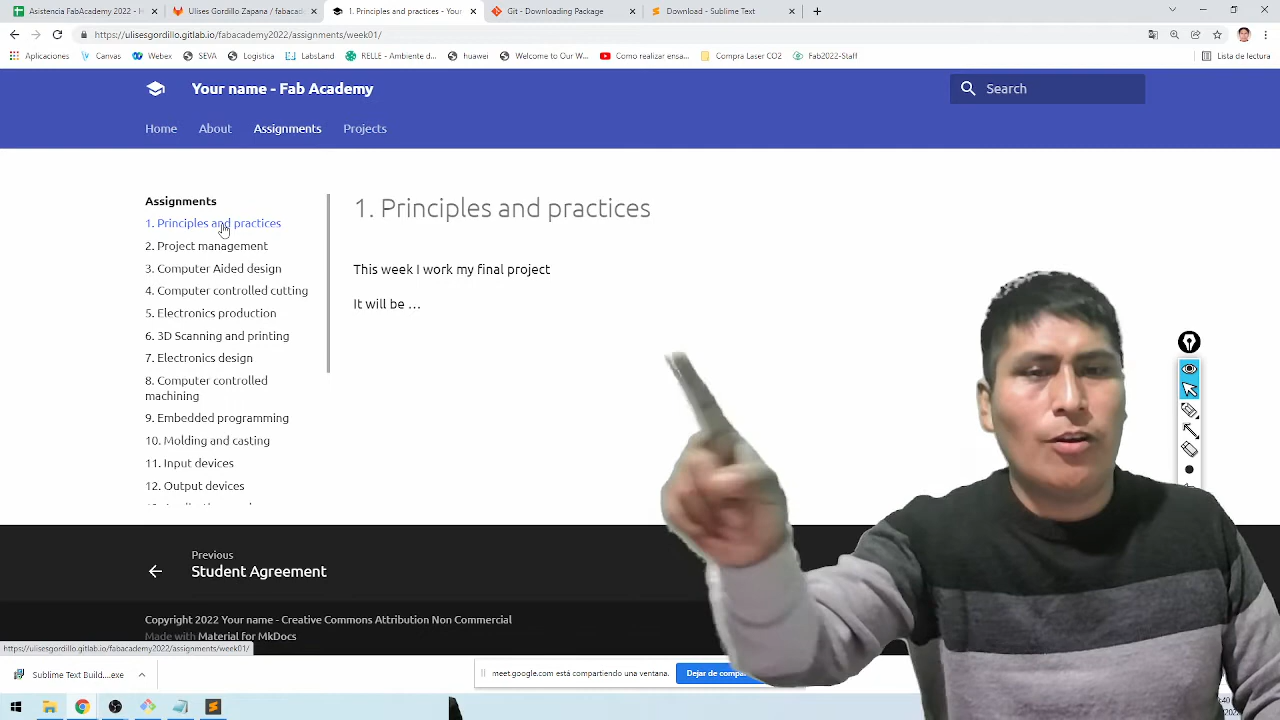 Asistencia FabAcademy 2022 -
Ulises Gordillo Zapana / fabacade
1. Principles and practices - Your
Git - Downloading Package
Download - Sublime Text
https://ulisesgordillo.gitlab.io/fabacademy2022/assignments/week01/
Aplicaciones
Canvas
Webex
SEVA
Logistica
Labsland
RELLE - Ambiente d...
huawei
Welcome to Our W...
Como realizar ensa...
Compra Laser CO2
Fab2022-Staff
Lista de lectura
Your name - Fab Academy
Search
Home
About
Assignments
Projects
Assignments
1. Principles and practices
2. Project management
3. Computer Aided design
4. Computer controlled cutting
5. Electronics production
6. 3D Scanning and printing
7. Electronics design
8. Computer controlled
machining
9. Embedded programming
10. Molding and casting
11. Input devices
12. Output devices
1. Principles and practices
This week I work my final project
It will be ...
Previous
Student Agreement
Copyright 2022 Your name - Creative Commons Attribution Non Commercial
Made with Material for MkDocs
https://ulisesgordillo.gitlab.io/fabacademy2022/assignments/week01/
Sublime Text Build....exe
meet.google.com está compartiendo una ventana.
Dejar de compa